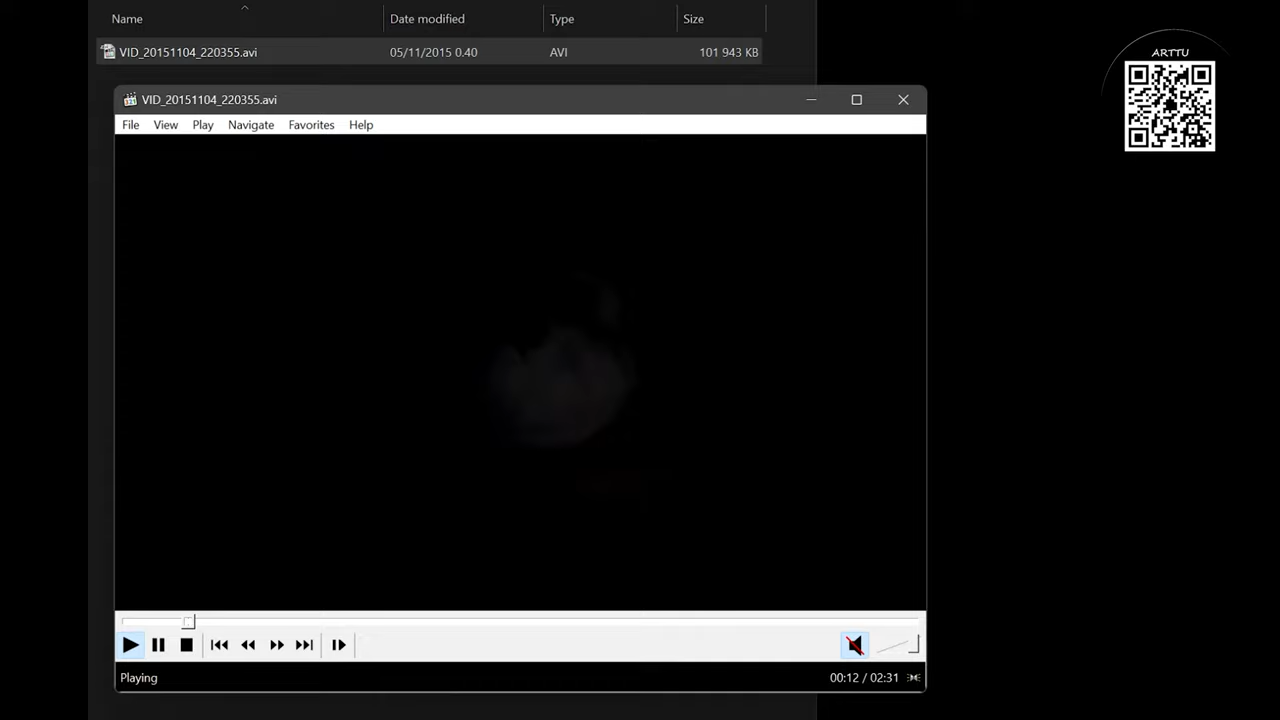 Name Date modified Type Size
VID_20151104_220355.avi 05/11/2015 0.40 AVI 101 943 KB
ARTTU
VID_20151104_220355.avi
File View Play Navigate Favorites Help
Playing 00:12 / 02:31